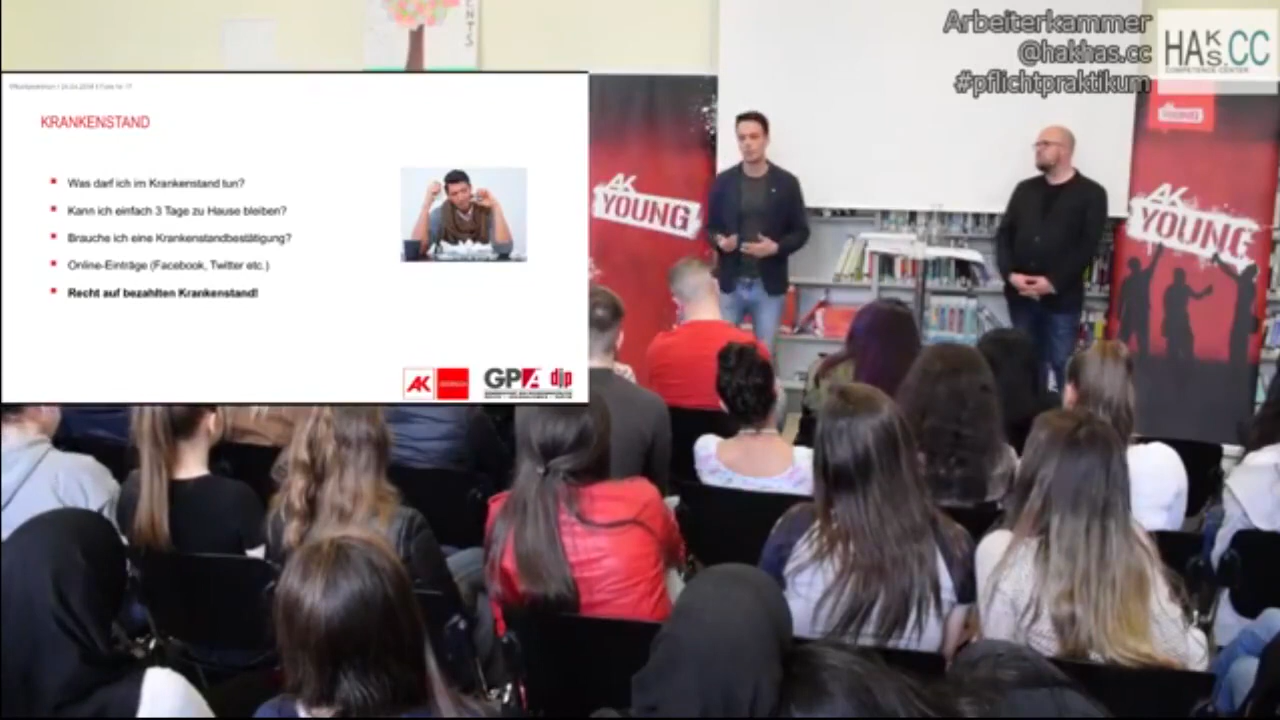 Arbeiterkammer
@hakhas.cc
#pflichtpraktikum
HAK
HAS.CC
COMPETENCE CENTER
KRANKENSTAND
Was darf ich im Krankenstand tun?
Kann ich einfach 3 Tage zu Hause bleiben?
Brauche ich eine Krankenstandbestätigung?
Online-Einträge (Facebook, Twitter etc.)
Recht auf bezahlten Krankenstand!
AK
GPA djp
AK
YOUNG
AK
YOUNG